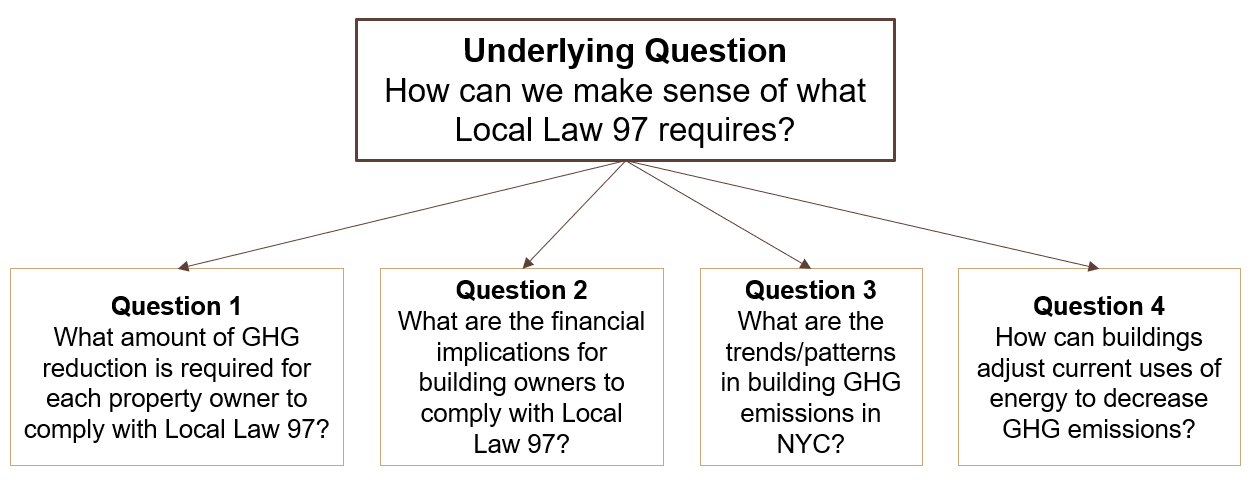 Underlying Question
How can we make sense of what
Local Law 97 requires?
Question 1
What amount of GHG
reduction is required for
each property owner to
comply with Local Law 97?
Question 2
What are the financial
implications for
building owners to
comply with Local
Law 97?
Question 3
What are the
trends/patterns
in building GHG
emissions in
NYC?
Question 4
How can buildings
adjust current uses of
energy to decrease
GHG emissions?